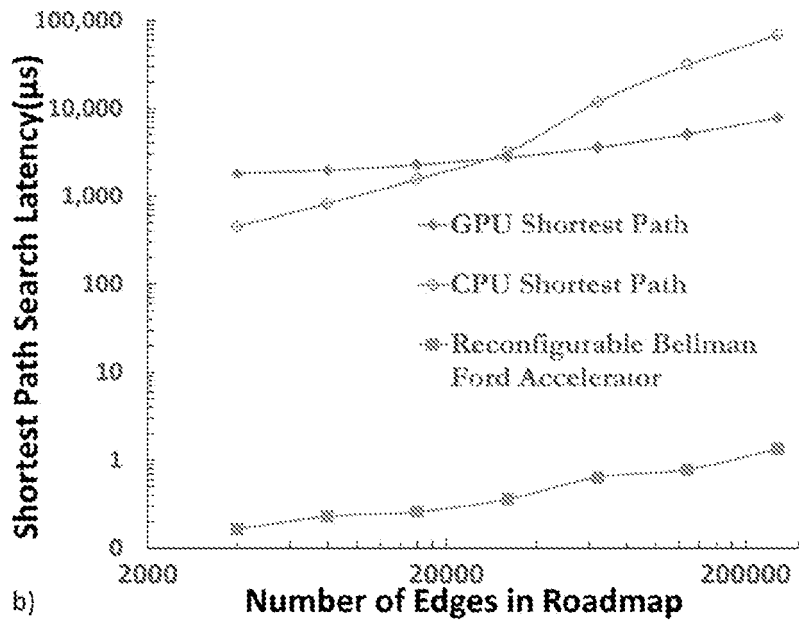 Shortest Path Search Latency(µs)
100,000
10,000
1,000
100
10
1
0
GPU Shortest Path
CPU Shortest Path
Reconfigurable Bellman
Ford Accelerator
2000
20000
200000
b)
Number of Edges in Roadmap